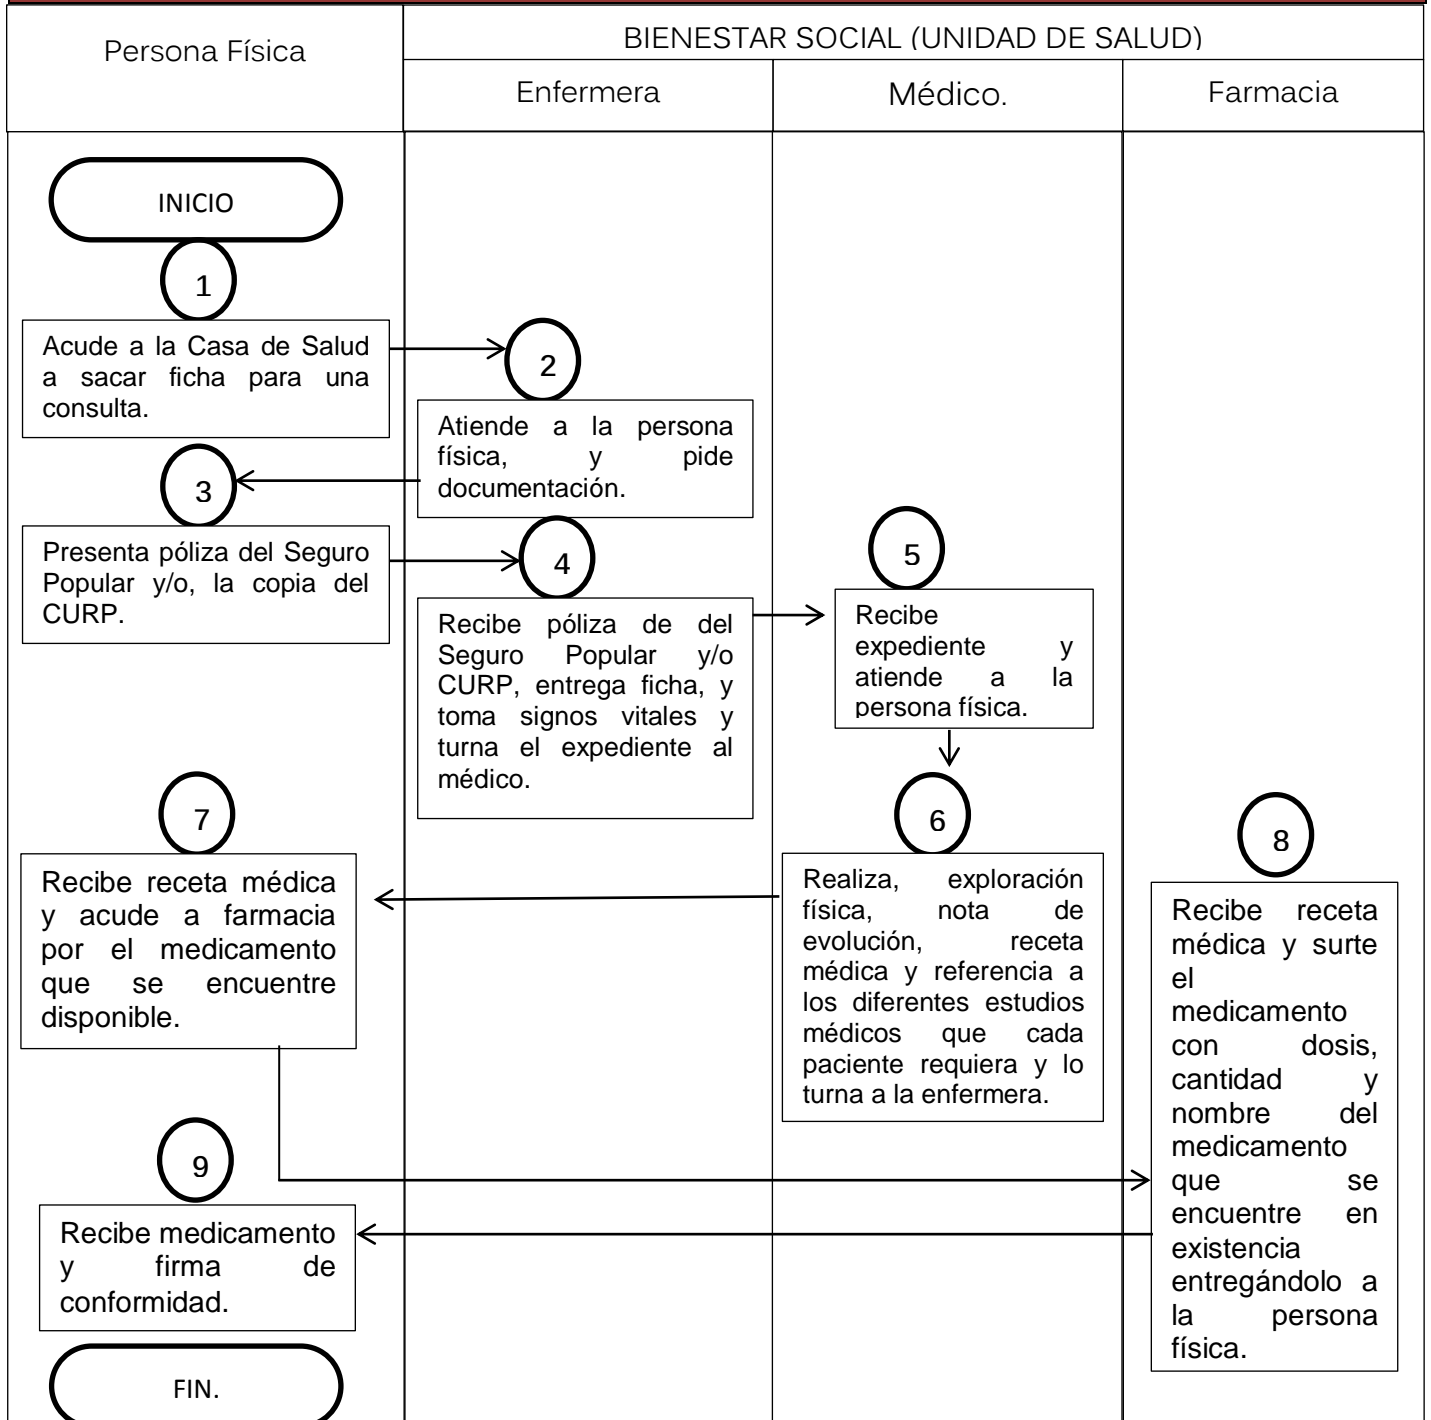 Persona Física
BIENESTAR SOCIAL (UNIDAD DE SALUD)
Enfermera
Médico.
Farmacia
INICIO
1
Acude a la Casa de Salud
a sacar ficha para una
consulta.
2
Atiende a la persona
física, y pide
documentación.
3
Presenta póliza del Seguro
Popular y/o, la copia del
CURP.
4
Recibe póliza de del
Seguro Popular y/o
CURP, entrega ficha, y
toma signos vitales y
turna el expediente al
médico.
5
Recibe
expediente y
atiende a la
persona física.
6
Realiza, exploración
física, nota de
evolución, receta
médica y referencia a
los diferentes estudios
médicos que cada
paciente requiera y lo
turna a la enfermera.
7
Recibe receta médica
y acude a farmacia
por el medicamento
que se encuentre
disponible.
8
Recibe receta
médica y surte
el
medicamento
con dosis,
cantidad y
nombre del
medicamento
que se
encuentre en
existencia
entregándolo a
la persona
física.
9
Recibe medicamento
y firma de
conformidad.
FIN.